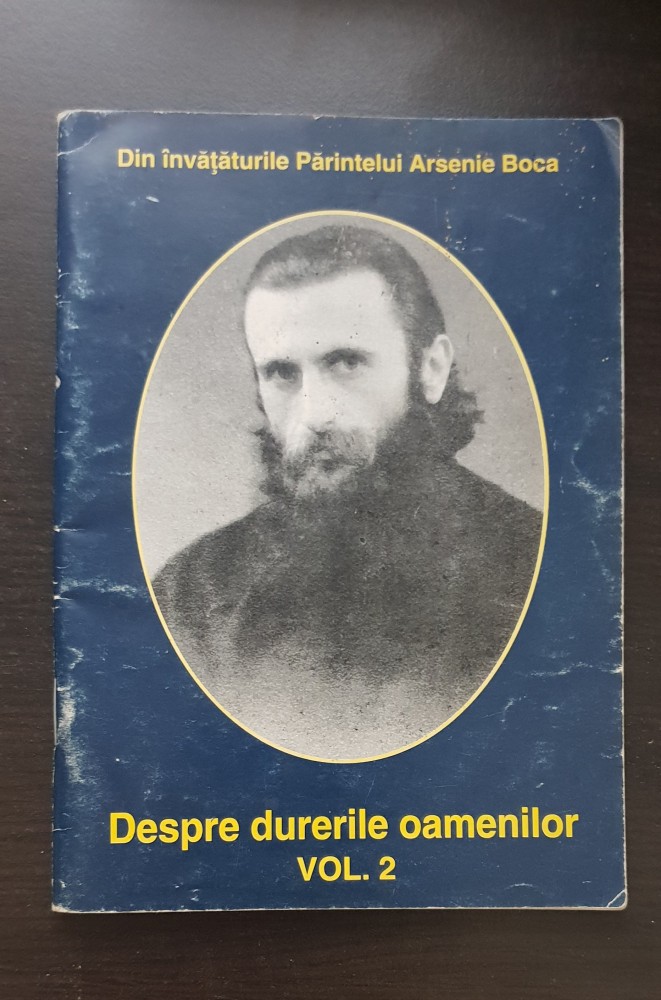 Din învățăturile Părintelui Arsenie Boca
Despre durerile oamenilor
VOL. 2